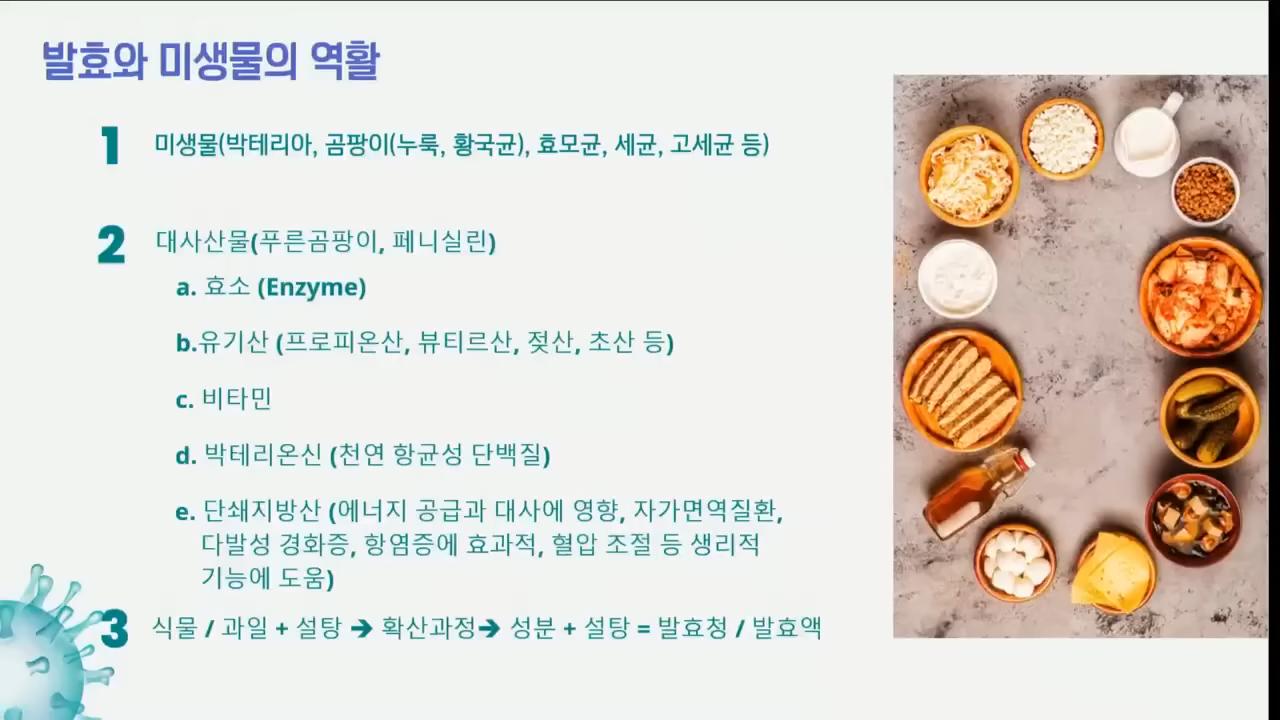 발효와 미생물의 역활
1 미생물(박테리아, 곰팡이(누룩, 황국균), 효모균, 세균, 고세균 등)
2 대사산물(푸른곰팡이, 페니실린)
a. 효소 (Enzyme)
b.유기산 (프로피온산, 뷰티르산, 젖산, 초산 등)
c. 비타민
d. 박테리온신 (천연 항균성 단백질)
e. 단쇄지방산 (에너지 공급과 대사에 영향, 자가면역질환,
다발성 경화증, 항염증에 효과적, 혈압 조절 등 생리적
기능에 도움)
3 식물 / 과일 + 설탕 → 확산과정→ 성분 + 설탕 = 발효청 / 발효액